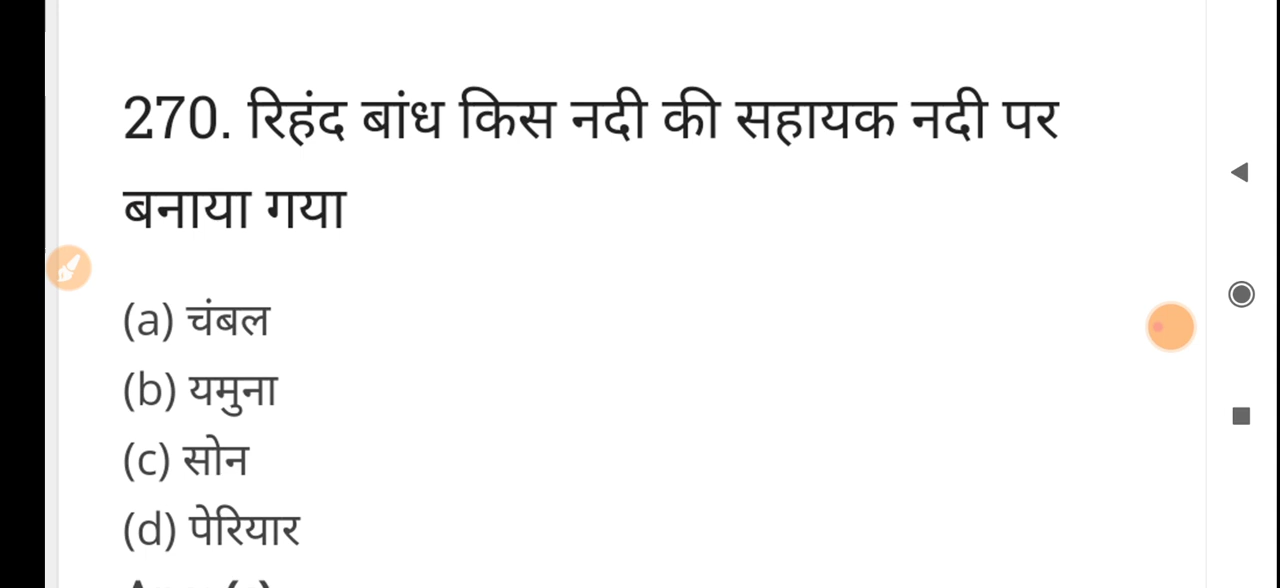 270. रिहंद बांध किस नदी की सहायक नदी पर
बनाया गया
(a) चंबल
(b) यमुना
(c) सोन
(d) पेरियार